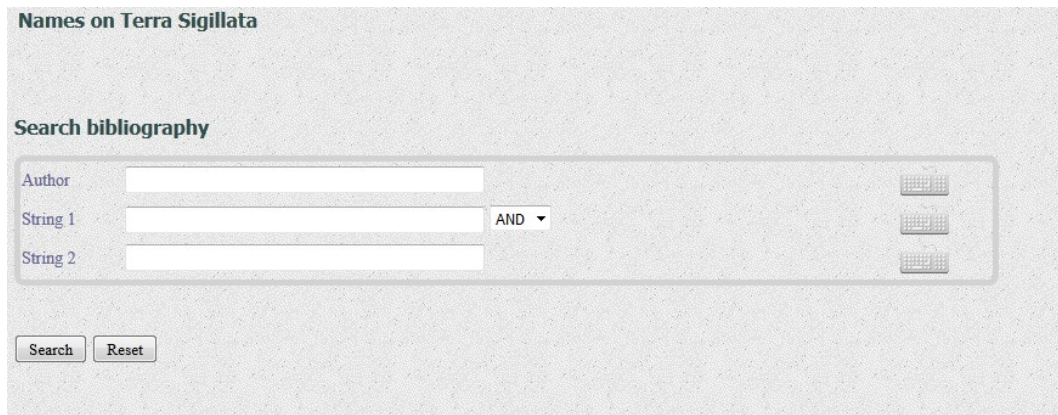 Names on Terra Sigillata
Search bibliography
Author
String 1 AND
String 2
Search Reset